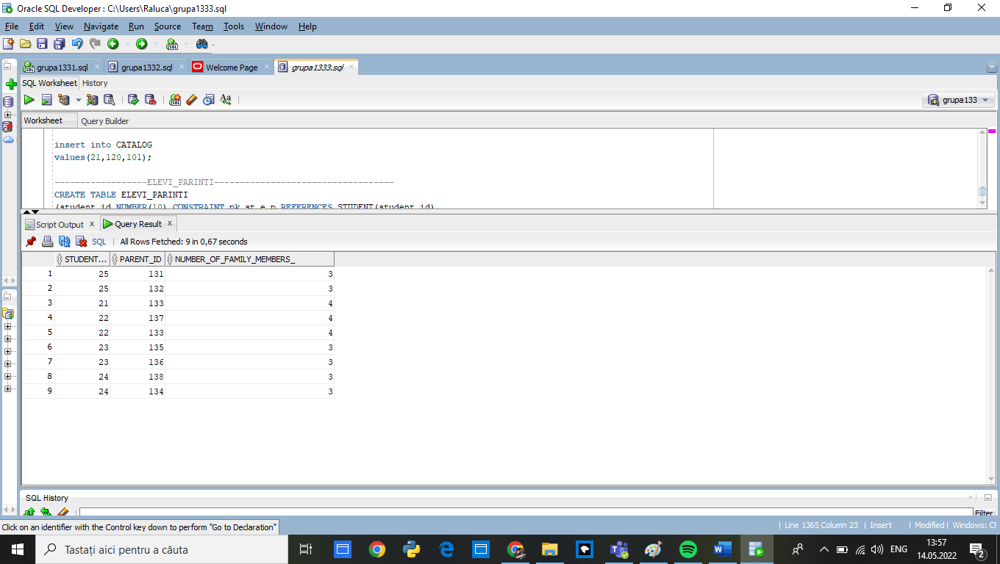 Oracle SQL Developer : C:\Users\Raluca\grupa1333.sql
File Edit View Navigate Run Source Team Tools Window Help
grupa1331.sql grupa1332.sql Welcome Page grupa1333.sql
SQL Worksheet History
grupa133
Worksheet Query Builder
insert into CATALOG
values(21,120,101);
------------------ELEVI_PARINTI-----------------------------------
CREATE TABLE ELEVI_PARINTI
(student_id NUMBER(10) CONSTRAINT pk_st_e_p REFERENCES STUDENT(student_id)
Script Output x Query Result x
SQL | All Rows Fetched: 9 in 0,67 seconds
STUDENT... PARENT_ID NUMBER_OF_FAMILY_MEMBERS_
1 25 131 3
2 25 132 3
3 21 133 4
4 22 137 4
5 22 133 4
6 23 135 3
7 23 136 3
8 24 138 3
9 24 134 3
SQL History
Filter
Click on an identifier with the Control key down to perform "Go to Declaration"
| Line 1365 Column 23 | Insert | Modified | Windows: CF
Tastați aici pentru a căuta
ENG
13:57
14.05.2022
2